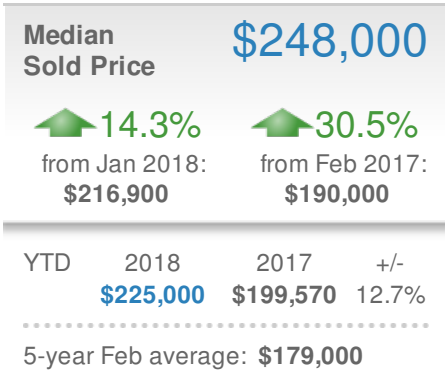 Median
Sold Price
$248,000
14.3%
from Jan 2018:
$216,900
30.5%
from Feb 2017:
$190,000
YTD 2018 2017 +/-
$225,000 $199,570 12.7%
5-year Feb average: $179,000